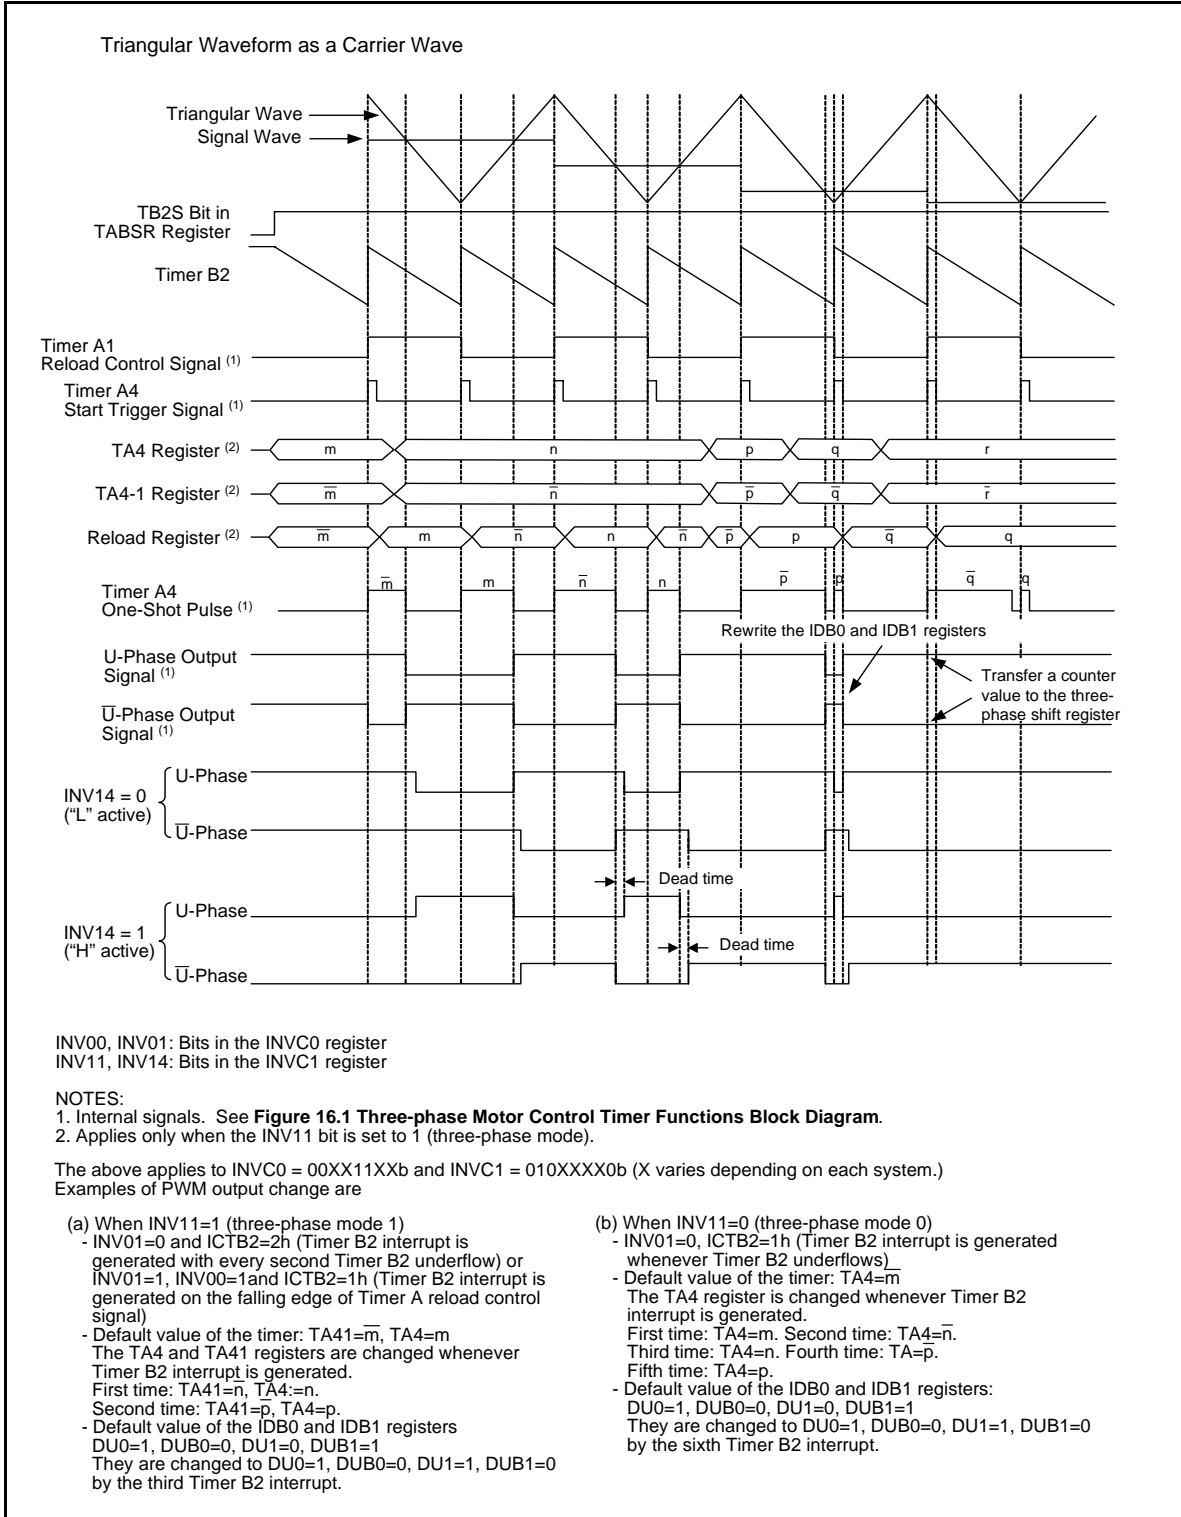 Triangular Waveform as a Carrier Wave
Triangular Wave
Signal Wave
TB2S Bit in
TABSR Register
Timer B2
Timer A1
Reload Control Signal (1)
Timer A4
Start Trigger Signal (1)
TA4 Register (2)
m n p q r
TA4-1 Register (2)
m̅ n̅ p̅ q̅ r̅
Reload Register (2)
m̅ m n̅ n n̅ p̅ p q̅ q
m̅ m n̅ n p̅ p q̅ q
Timer A4
One-Shot Pulse (1)
Rewrite the IDB0 and IDB1 registers
U-Phase Output
Signal (1)
Transfer a counter
value to the three-
phase shift register
U̅-Phase Output
Signal (1)
INV14 = 0
("L" active)
U-Phase
U̅-Phase
Dead time
INV14 = 1
("H" active)
U-Phase
Dead time
U̅-Phase
INV00, INV01: Bits in the INVC0 register
INV11, INV14: Bits in the INVC1 register
NOTES:
1. Internal signals. See Figure 16.1 Three-phase Motor Control Timer Functions Block Diagram.
2. Applies only when the INV11 bit is set to 1 (three-phase mode).
The above applies to INVC0 = 00XX11XXb and INVC1 = 010XXXX0b (X varies depending on each system.)
Examples of PWM output change are
(a) When INV11=1 (three-phase mode 1)
- INV01=0 and ICTB2=2h (Timer B2 interrupt is
generated with every second Timer B2 underflow) or
INV01=1, INV00=1and ICTB2=1h (Timer B2 interrupt is
generated on the falling edge of Timer A reload control
signal)
- Default value of the timer: TA41=m̅, TA4=m
The TA4 and TA41 registers are changed whenever
Timer B2 interrupt is generated.
First time: TA41=n̅, TA4:=n.
Second time: TA41=p̅, TA4=p.
- Default value of the IDB0 and IDB1 registers
DU0=1, DUB0=0, DU1=0, DUB1=1
They are changed to DU0=1, DUB0=0, DU1=1, DUB1=0
by the third Timer B2 interrupt.
(b) When INV11=0 (three-phase mode 0)
- INV01=0, ICTB2=1h (Timer B2 interrupt is generated
whenever Timer B2 underflows)
- Default value of the timer: TA4=m̅
The TA4 register is changed whenever Timer B2
interrupt is generated.
First time: TA4=m. Second time: TA4=n̅.
Third time: TA4=n. Fourth time: TA=p̅.
Fifth time: TA4=p.
- Default value of the IDB0 and IDB1 registers:
DU0=1, DUB0=0, DU1=0, DUB1=1
They are changed to DU0=1, DUB0=0, DU1=1, DUB1=0
by the sixth Timer B2 interrupt.